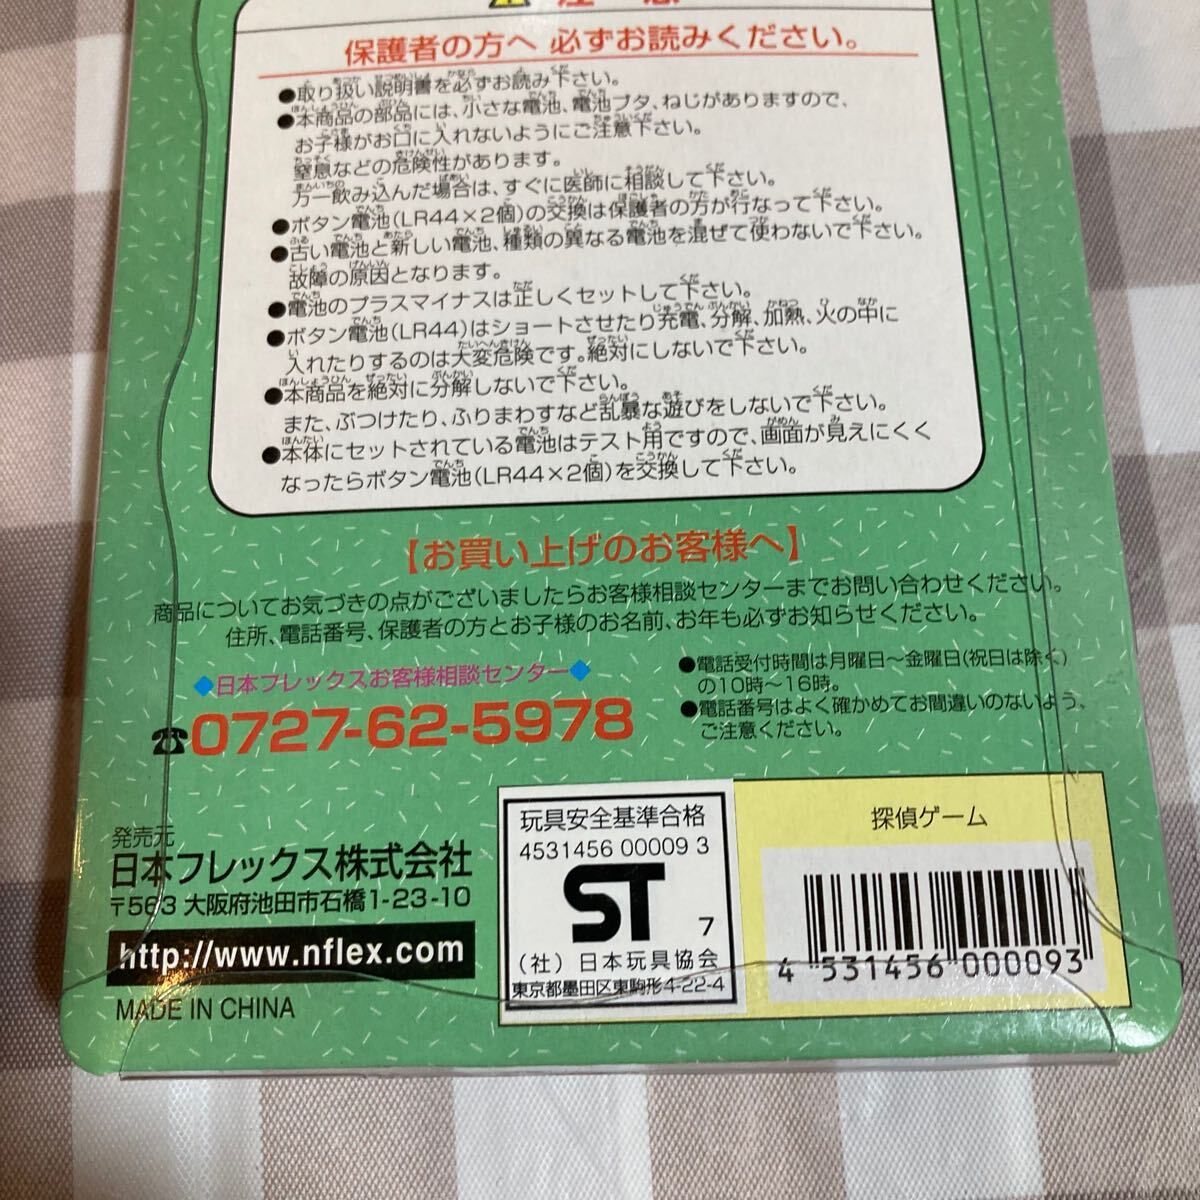 注意
保護者の方へ 必ずお読みください。
●取り扱い説明書を必ずお読み下さい。
●本商品の部品には、小さな電池、電池ブタ、ねじがありますので、
お子様がお口に入れないようにご注意下さい。
窒息などの危険性があります。
万一飲み込んだ場合は、すぐに医師に相談して下さい。
●ボタン電池(LR44×2個)の交換は保護者の方が行なって下さい。
●古い電池と新しい電池、種類の異なる電池を混ぜて使わないで下さい。
故障の原因となります。
●電池のプラスマイナスは正しくセットして下さい。
●ボタン電池(LR44)はショートさせたり充電、分解、加熱、火の中に
入れたりするのは大変危険です。絶対にしないで下さい。
●本商品を絶対に分解しないで下さい。
また、ぶつけたり、ふりまわすなど乱暴な遊びをしないで下さい。
●本体にセットされている電池はテスト用ですので、画面が見えにくく
なったらボタン電池(LR44×2個)を交換して下さい。
【お買い上げのお客様へ】
商品についてお気づきの点がございましたらお客様相談センターまでお問い合わせください。
住所、電話番号、保護者の方とお子様のお名前、お年も必ずお知らせください。
◆日本フレックスお客様相談センター◆
☎0727-62-5978
●電話受付時間は月曜日～金曜日(祝日は除く)
の10時～16時。
●電話番号はよく確かめてお間違いのないよう、
ご注意ください。
発売元
日本フレックス株式会社
〒563 大阪府池田市石橋1-23-10
http://www.nflex.com
MADE IN CHINA
玩具安全基準合格
4531456 00009 3
ST
7
(社)日本玩具協会
東京都墨田区東駒形4-22-4
探偵ゲーム
4 531456 000093